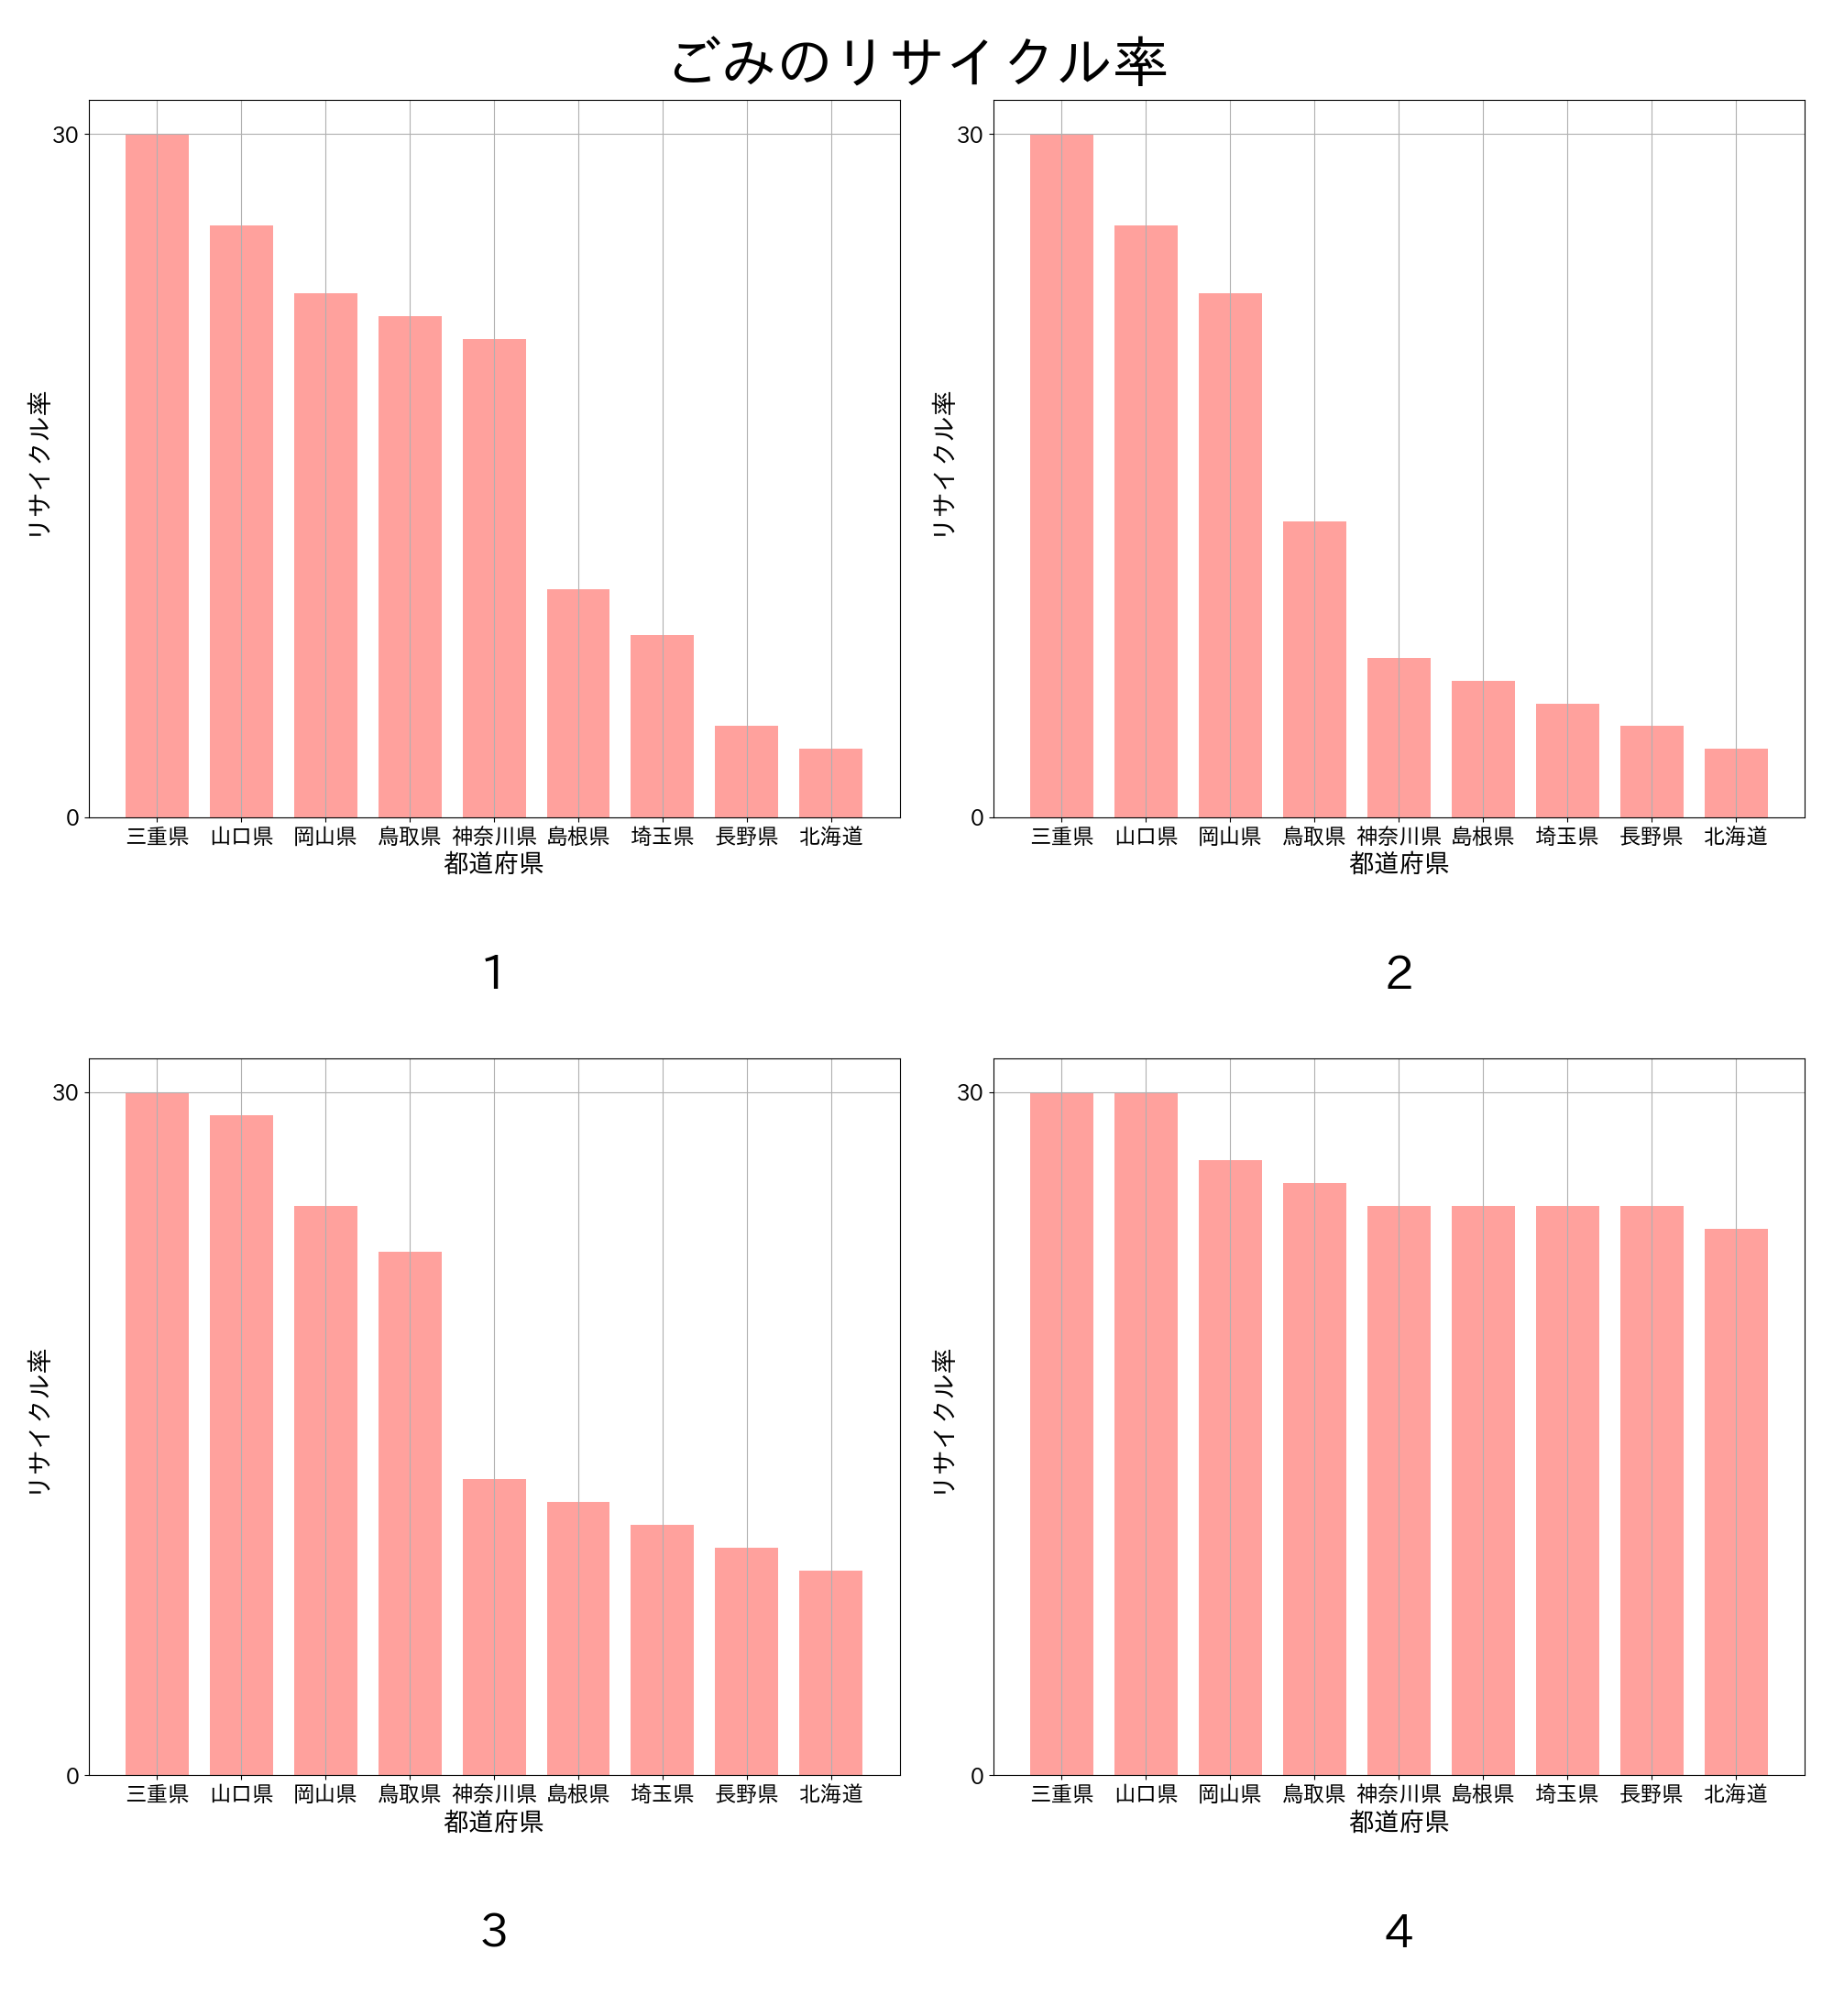 ごみのリサイクル率
30
0
リサイクル率
三重県 山口県 岡山県 鳥取県 神奈川県 島根県 埼玉県 長野県 北海道
都道府県
1
30
0
リサイクル率
三重県 山口県 岡山県 鳥取県 神奈川県 島根県 埼玉県 長野県 北海道
都道府県
2
30
0
リサイクル率
三重県 山口県 岡山県 鳥取県 神奈川県 島根県 埼玉県 長野県 北海道
都道府県
3
30
0
リサイクル率
三重県 山口県 岡山県 鳥取県 神奈川県 島根県 埼玉県 長野県 北海道
都道府県
4